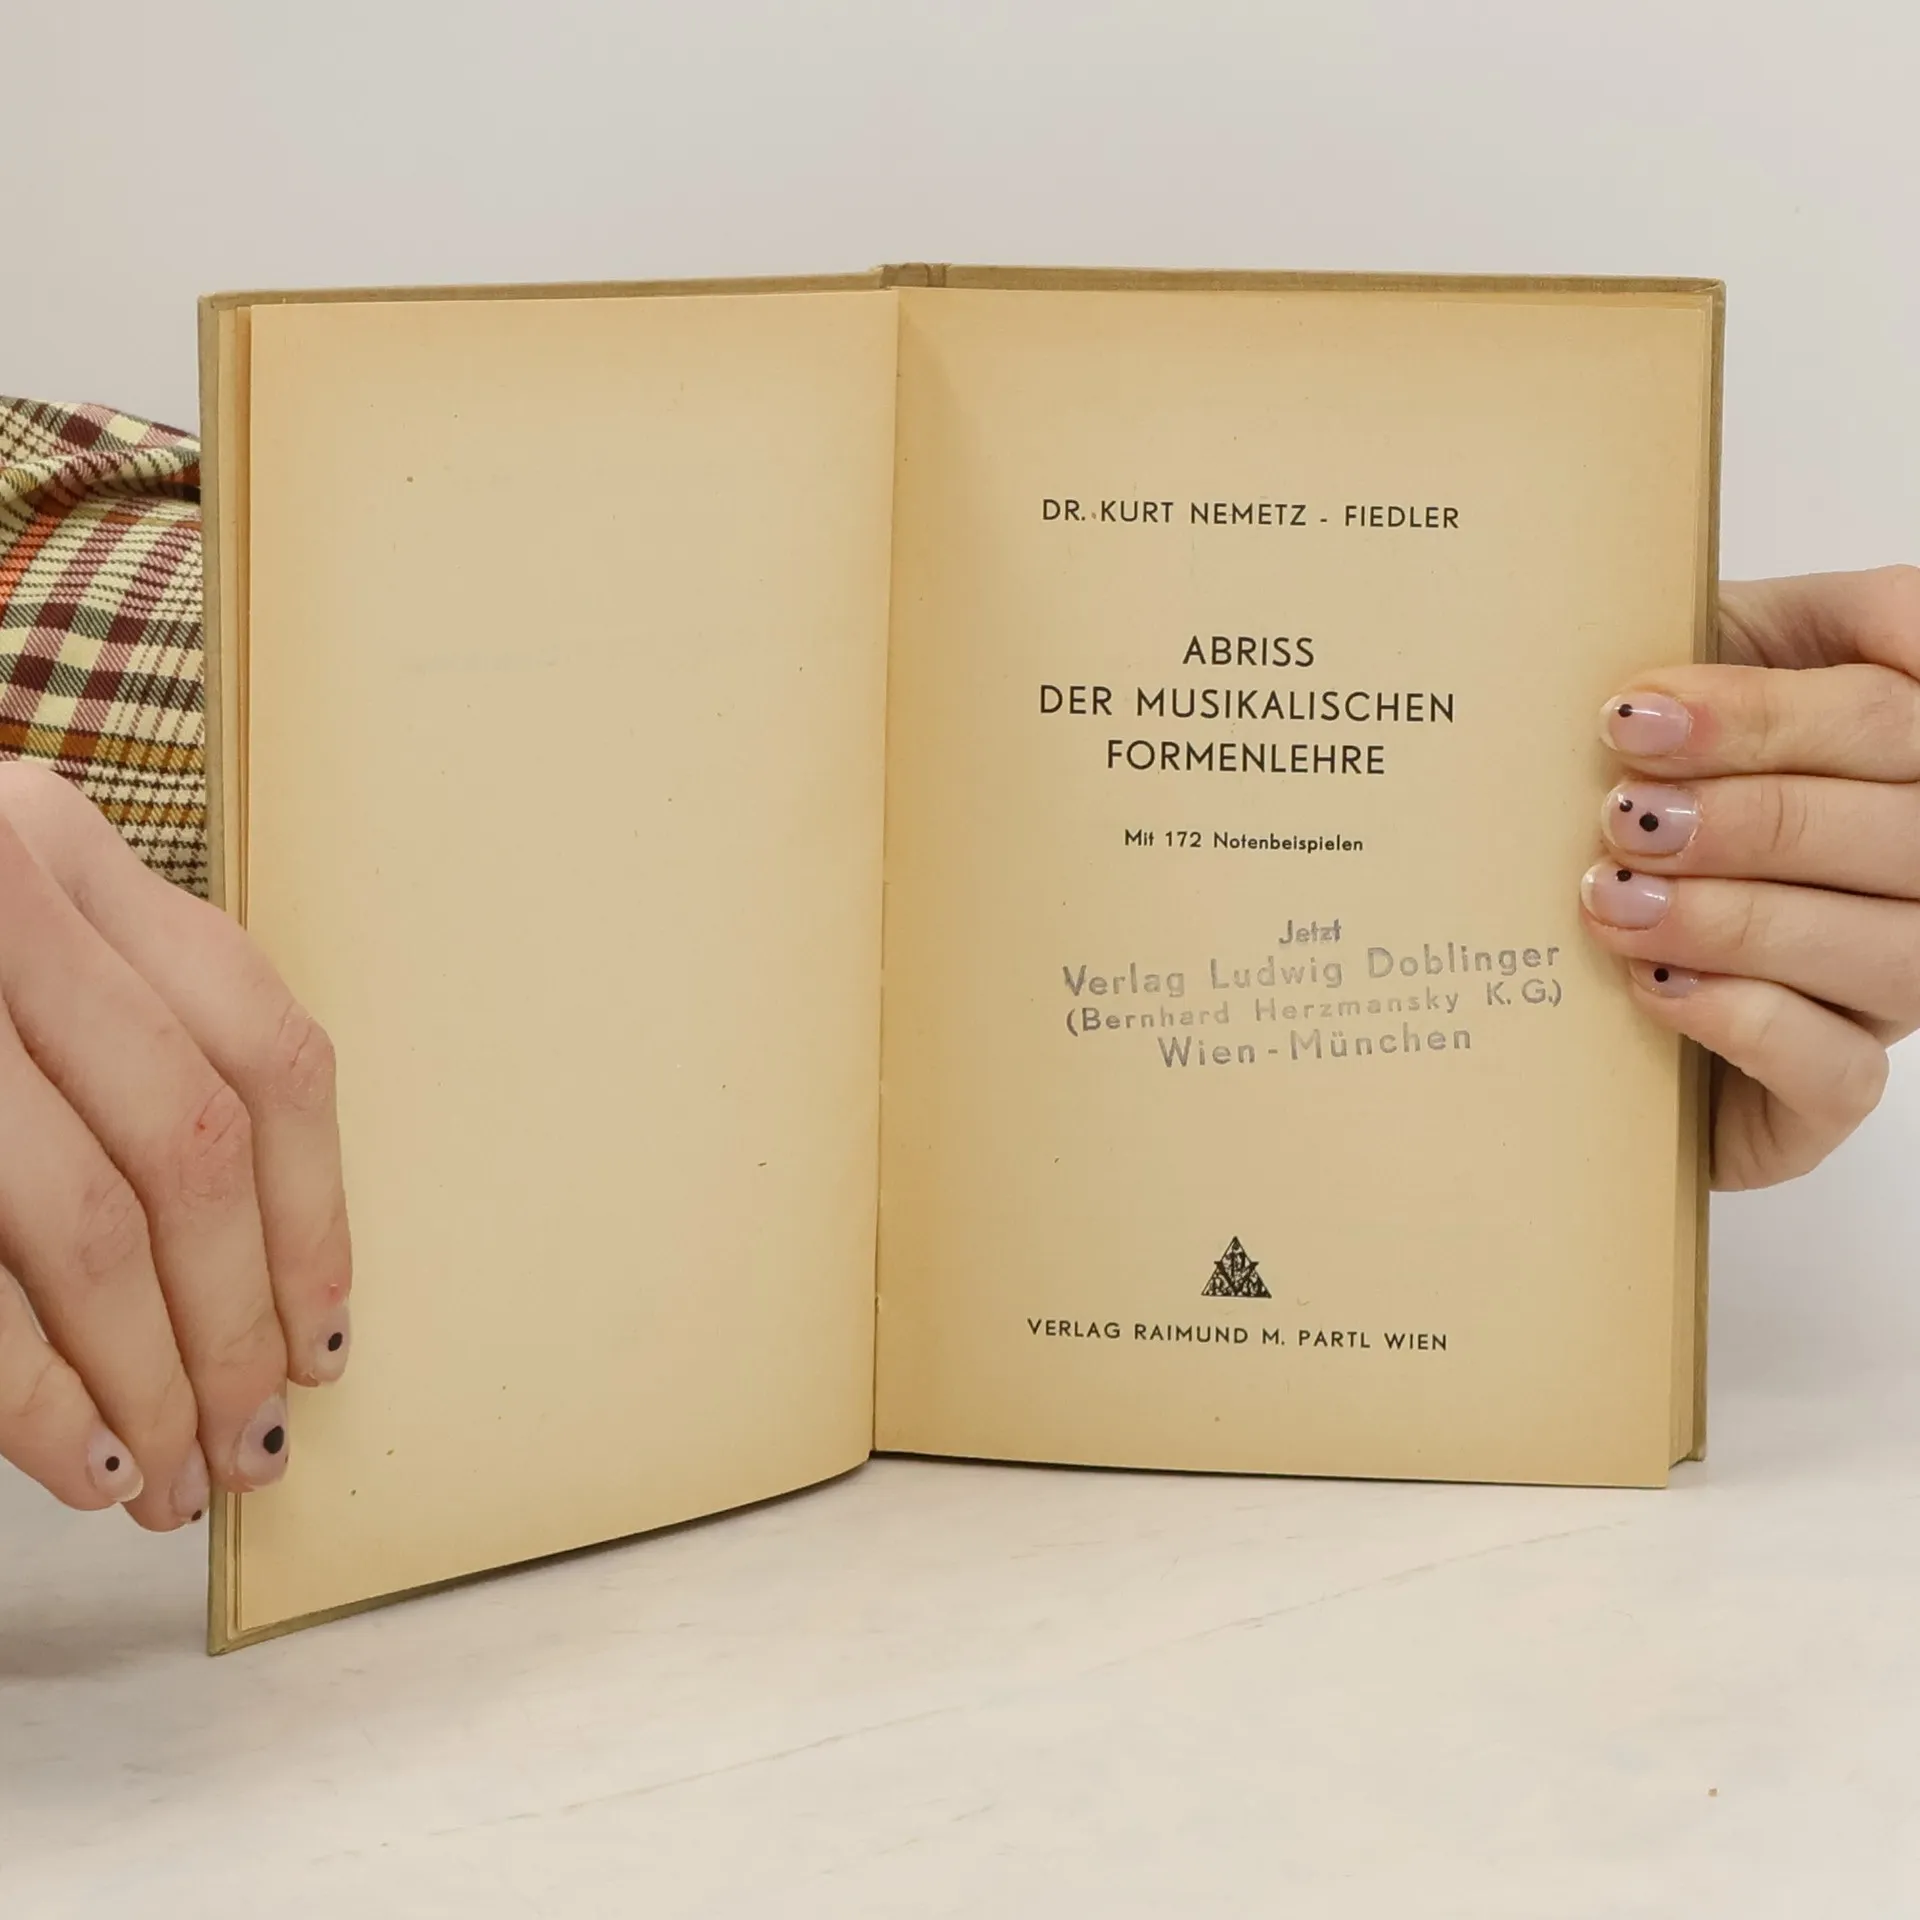 DR. KURT NEMETZ - FIEDLER
ABRISS
DER MUSIKALISCHEN
FORMENLEHRE
Mit 172 Notenbeispielen
Jetzt
Verlag Ludwig Doblinger
(Bernhard Herzmansky K. G.)
Wien - München
VERLAG RAIMUND M. PARTL WIEN